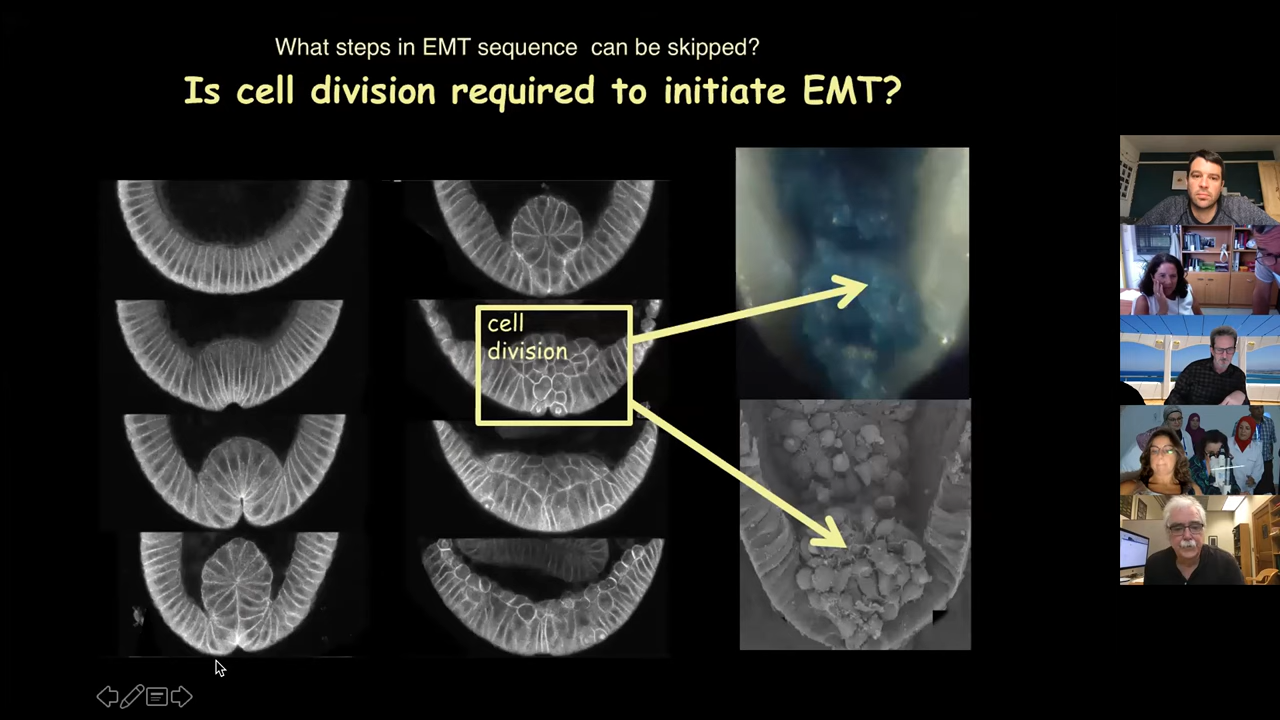 What steps in EMT sequence can be skipped?
Is cell division required to initiate EMT?
cell
division